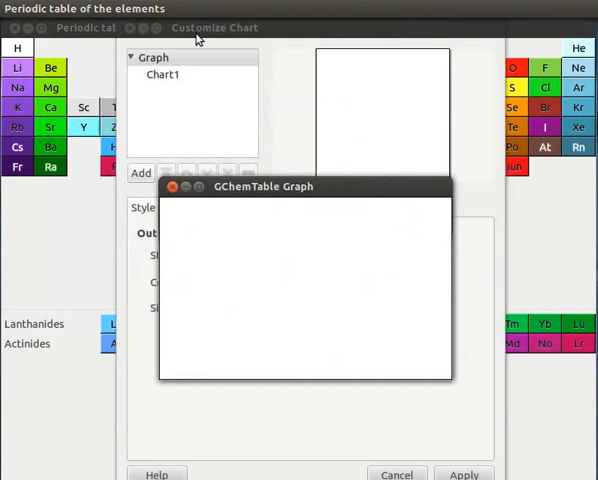 Periodic table of the elements
Periodic tal
Customize Chart
H
He
Graph
Chart1
Li
Be
O
F
Ne
Na
Mg
S
Cl
Ar
K
Ca
Sc
Se
Br
Kr
Rb
Sr
Y
Te
I
Xe
Cs
Ba
Po
At
Rn
Fr
Ra
Add
GChemTable Graph
Style
Out
Lanthanides
Tm
Yb
Lu
Actinides
Md
No
Lr
Help
Cancel
Apply